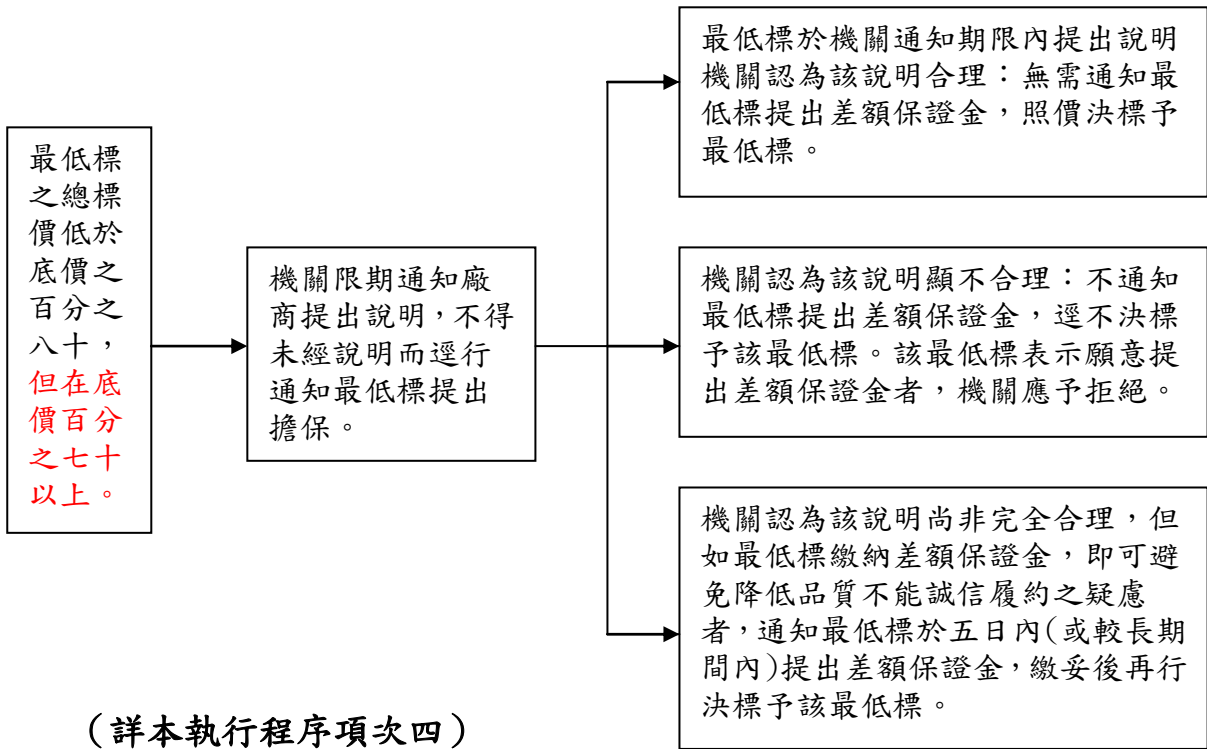 最低標
之總標
價低於
底價之
百分之
八十，
但在底
價百分
之七十
以上。
機關限期通知廠
商提出說明，不得
未經說明而逕行
通知最低標提出
擔保。
最低標於機關通知期限內提出說明
機關認為該說明合理：無需通知最
低標提出差額保證金，照價決標予
最低標。
機關認為該說明顯不合理：不通知
最低標提出差額保證金，逕不決標
予該最低標。該最低標表示願意提
出差額保證金者，機關應予拒絕。
機關認為該說明尚非完全合理，但
如最低標繳納差額保證金，即可避
免降低品質不能誠信履約之疑慮
者，通知最低標於五日內(或較長期
間內)提出差額保證金，繳妥後再行
決標予該最低標。
（詳本執行程序項次四）